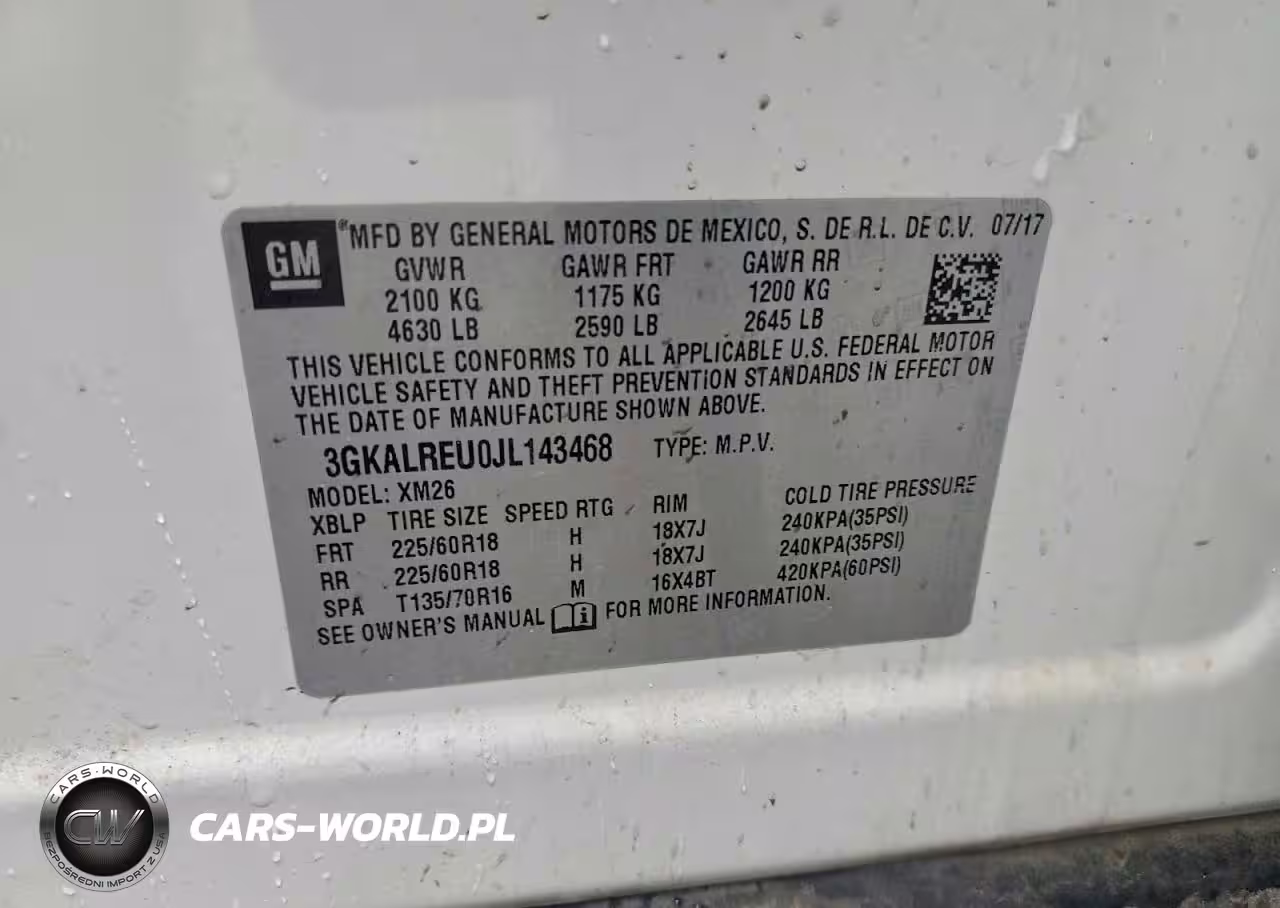 GM
®MFD BY GENERAL MOTORS DE MEXICO, S. DE R.L. DE C.V. 07/17
GVWR GAWR FRT GAWR RR
2100 KG 1175 KG 1200 KG
4630 LB 2590 LB 2645 LB
THIS VEHICLE CONFORMS TO ALL APPLICABLE U.S. FEDERAL MOTOR
VEHICLE SAFETY AND THEFT PREVENTION STANDARDS IN EFFECT ON
THE DATE OF MANUFACTURE SHOWN ABOVE.
3GKALREU0JL143468 TYPE: M.P.V.
MODEL: XM26
XBLP TIRE SIZE SPEED RTG RIM COLD TIRE PRESSURE
FRT 225/60R18 H 18X7J 240KPA(35PSI)
RR 225/60R18 H 18X7J 240KPA(35PSI)
SPA T135/70R16 M 16X4BT 420KPA(60PSI)
SEE OWNER'S MANUAL FOR MORE INFORMATION.
CARS-WORLD
CW
BEZPOŚREDNI IMPORT Z USA
CARS-WORLD.PL